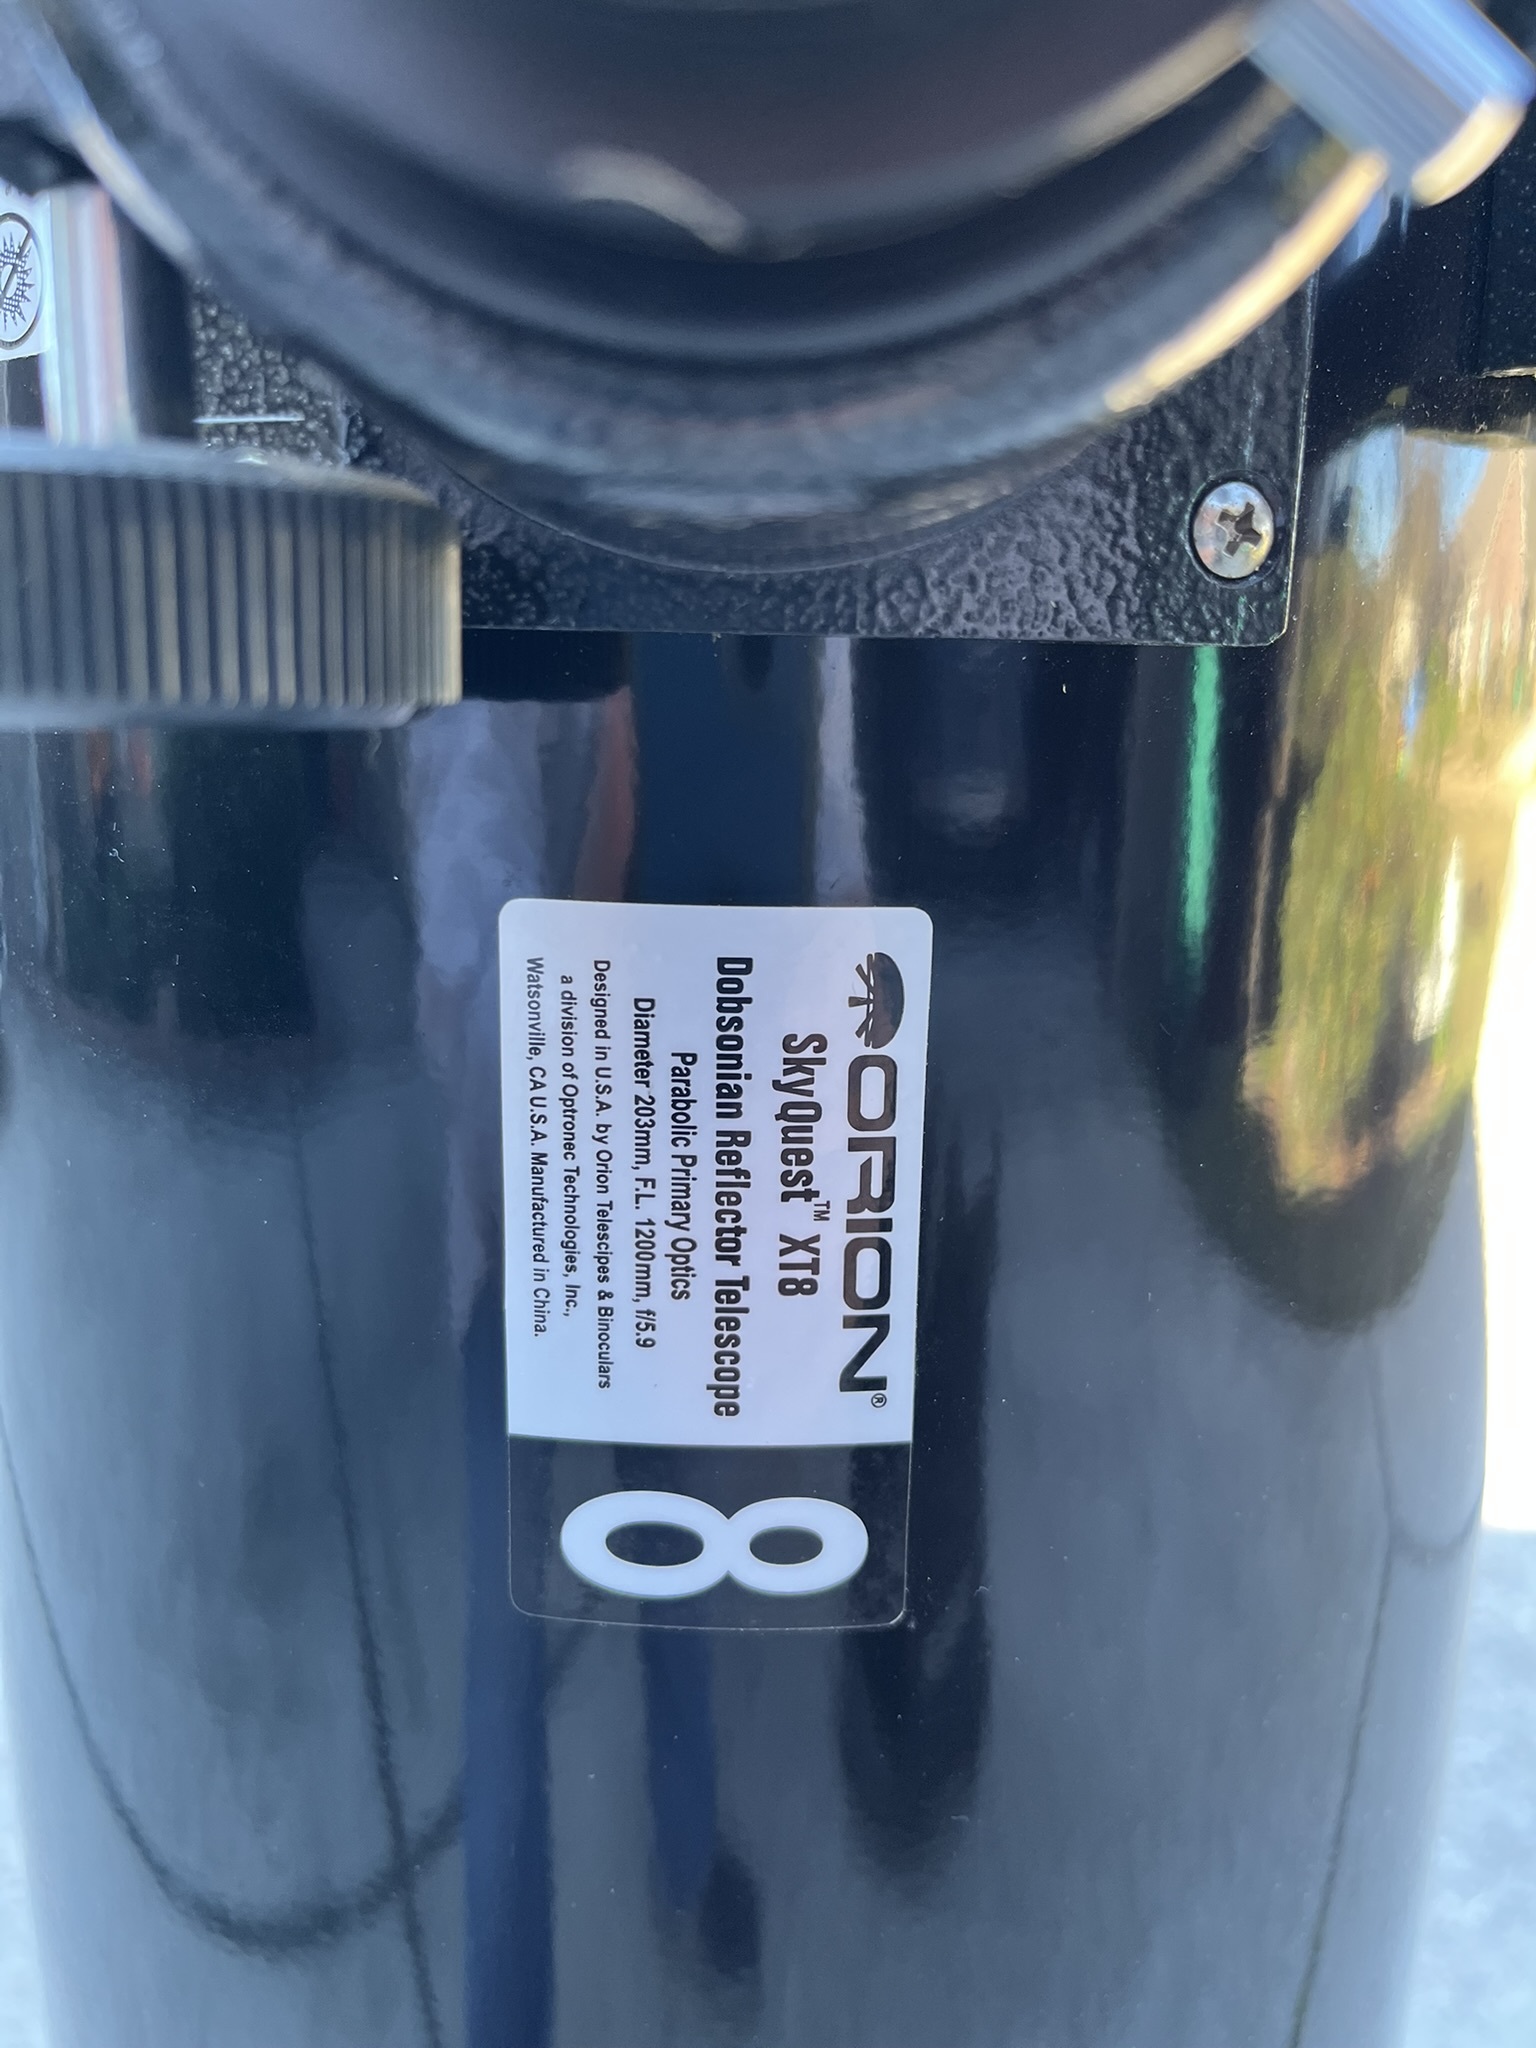 ORION®
SkyQuest™ XT8
Dobsonian Reflector Telescope
Parabolic Primary Optics
Diameter 203mm, F.L. 1200mm, f/5.9
Designed in U.S.A. by Orion Telescipes & Binoculars
a division of Optronec Technologies, Inc.,
Watsonville, CA U.S.A. Manufactured in China.
8